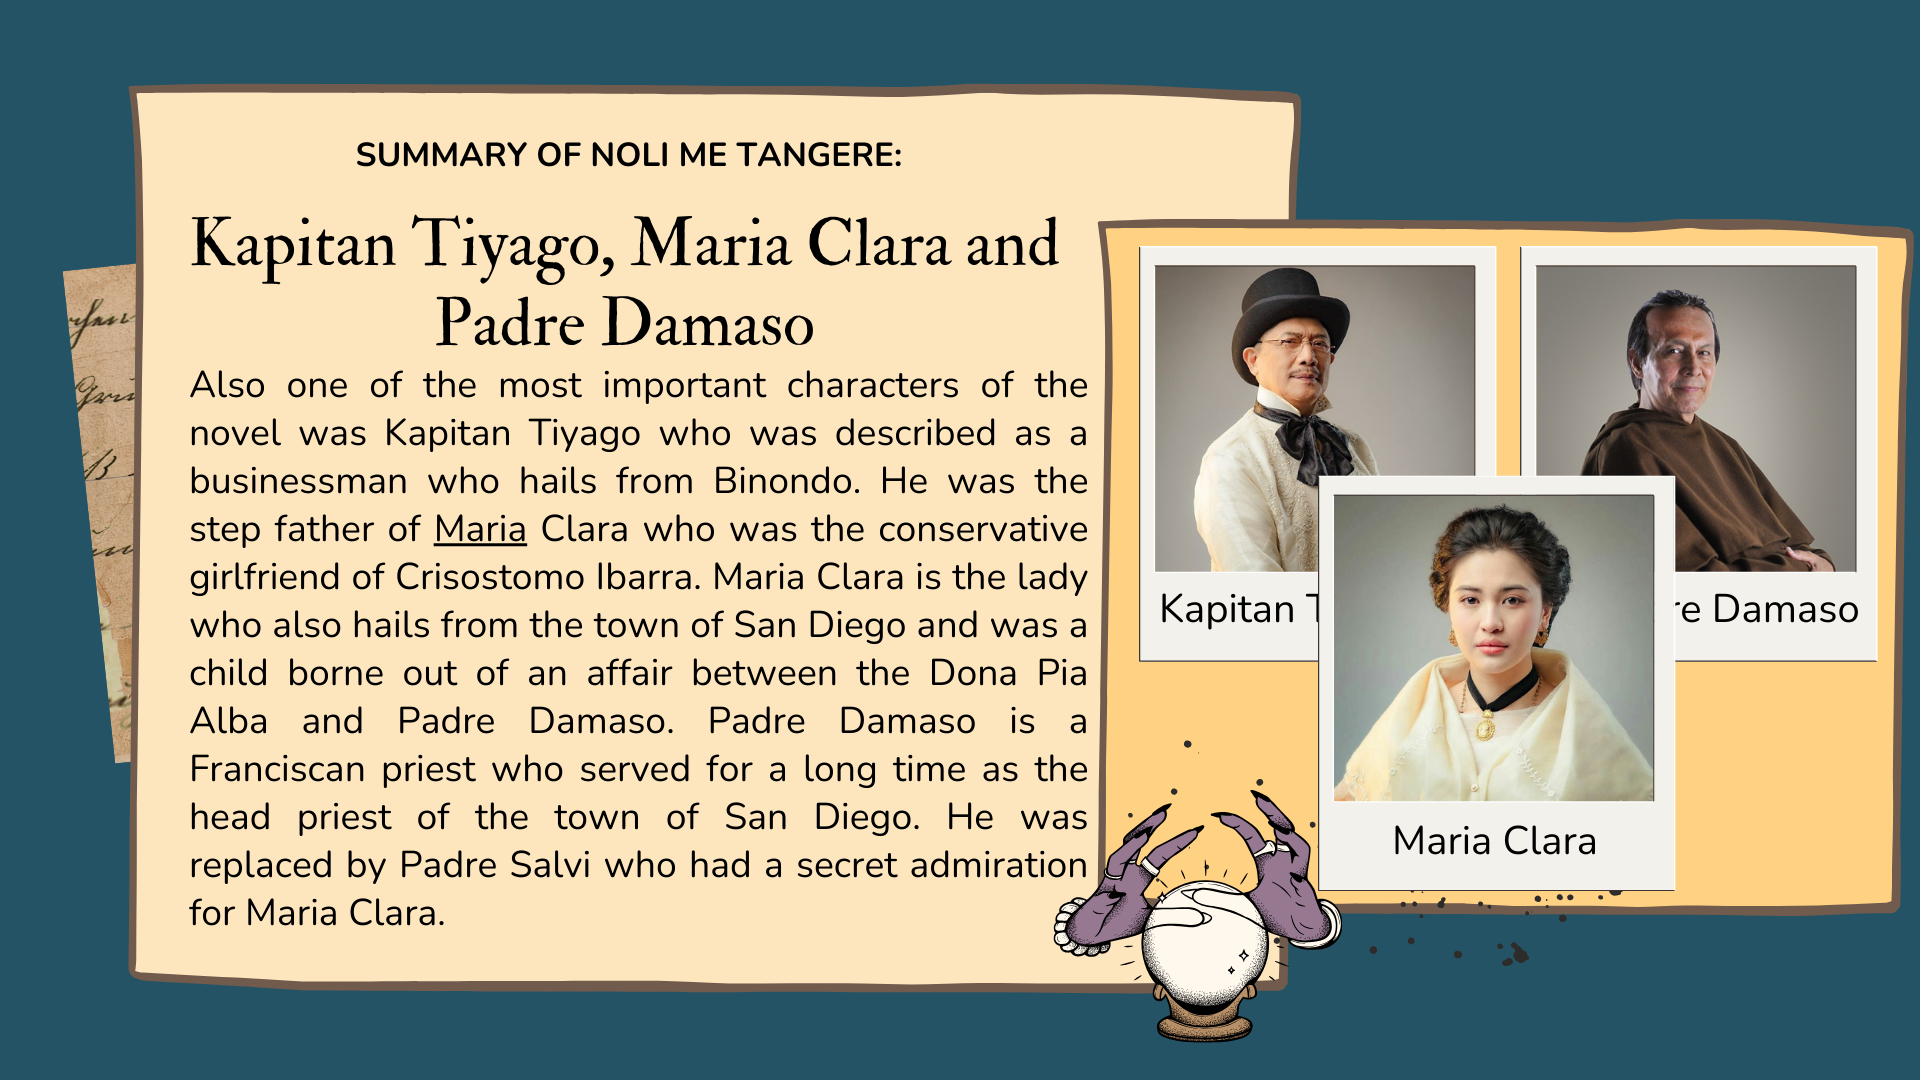 SUMMARY OF NOLI ME TANGERE:
Kapitan Tiyago, Maria Clara and
Padre Damaso
Also one of the most important characters of the
novel was Kapitan Tiyago who was described as a
businessman who hails from Binondo. He was the
step father of Maria Clara who was the conservative
girlfriend of Crisostomo Ibarra. Maria Clara is the lady
who also hails from the town of San Diego and was a
child borne out of an affair between the Dona Pia
Alba and Padre Damaso. Padre Damaso is a
Franciscan priest who served for a long time as the
head priest of the town of San Diego. He was
replaced by Padre Salvi who had a secret admiration
for Maria Clara.
Kapitan T
re Damaso
Maria Clara